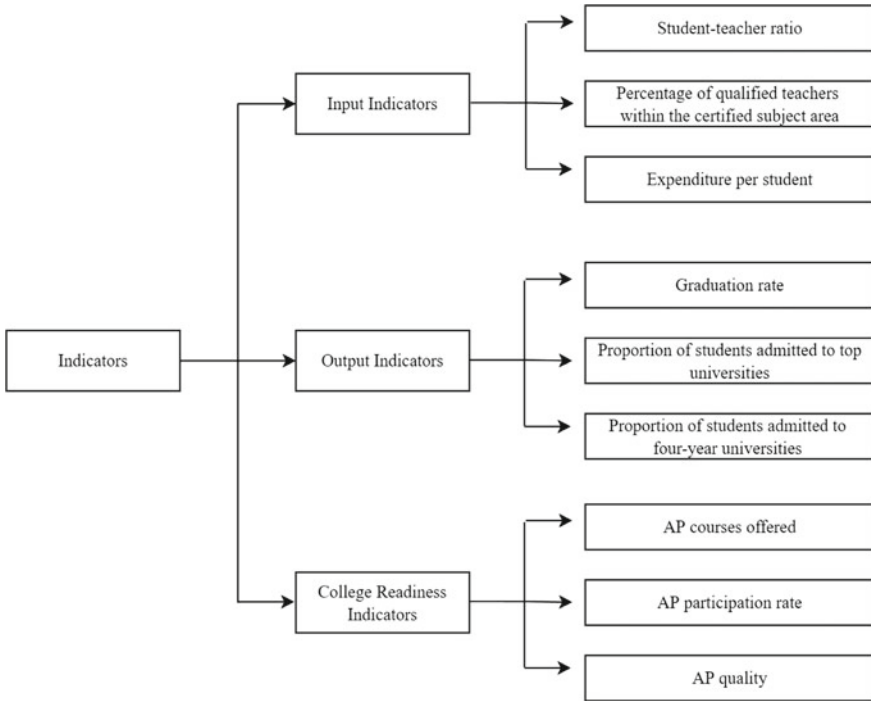 Student-teacher ratio
Input Indicators
Percentage of qualified teachers
within the certified subject area
Expenditure per student
Graduation rate
Indicators
Output Indicators
Proportion of students admitted to top
universities
Proportion of students admitted to
four-year universities
AP courses offered
College Readiness
Indicators
AP participation rate
AP quality